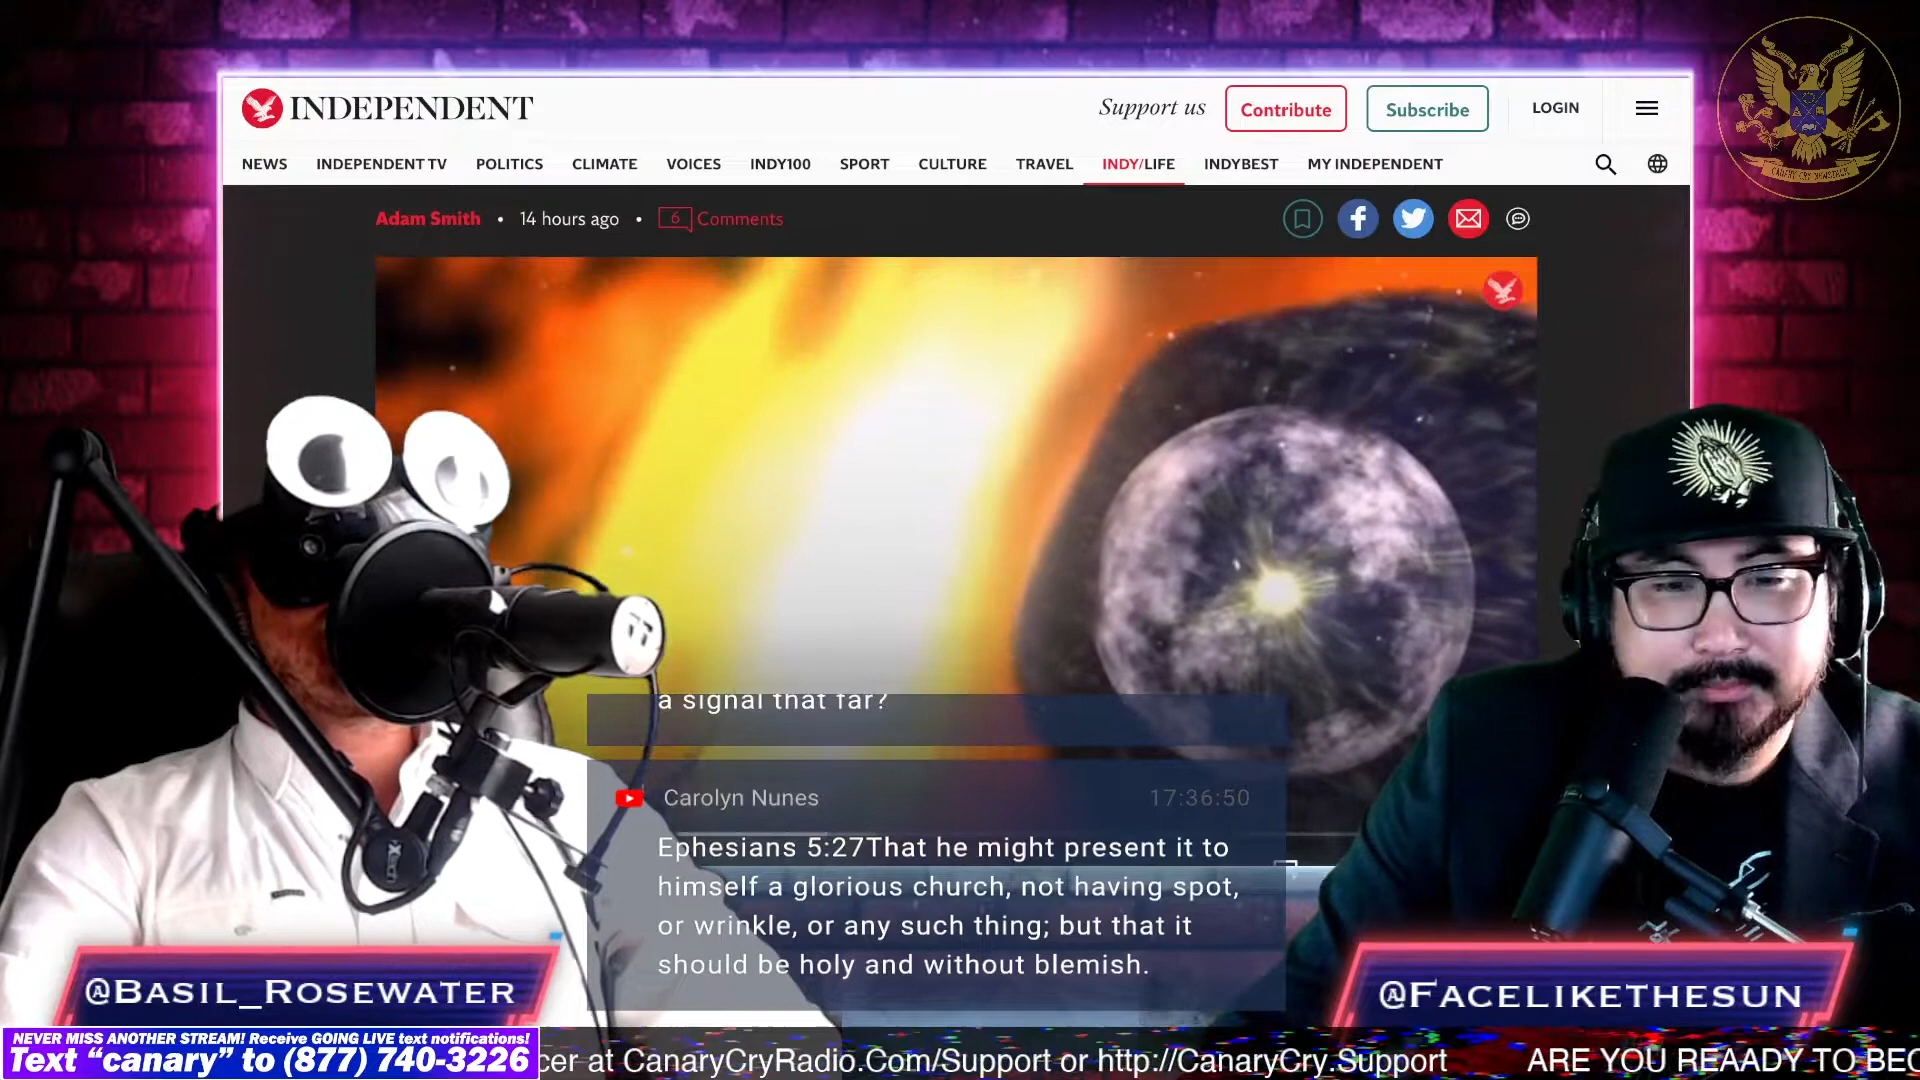 INDEPENDENT
Support us
Contribute
Subscribe
LOGIN
NEWS INDEPENDENT TV POLITICS CLIMATE VOICES INDY100 SPORT CULTURE TRAVEL INDY/LIFE INDYBEST MY INDEPENDENT
Adam Smith • 14 hours ago • 6 Comments
CANARY CRY NEWS TALK
a signal that far?
Carolyn Nunes 17:36:50
Ephesians 5:27That he might present it to
himself a glorious church, not having spot,
or wrinkle, or any such thing; but that it
should be holy and without blemish.
@BASIL_ROSEWATER
@FACELIKETHESUN
NEVER MISS ANOTHER STREAM! Receive GOING LIVE text notifications!
Text “canary” to (877) 740-3226
cer at CanaryCryRadio.Com/Support or http://CanaryCry.Support ARE YOU REAADY TO BEC